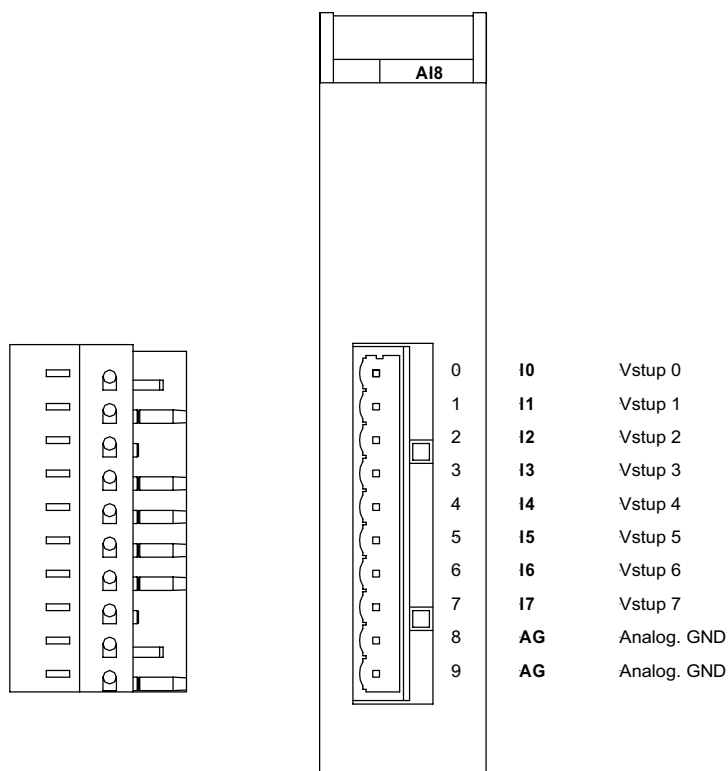 AI8
0 I0 Vstup 0
1 I1 Vstup 1
2 I2 Vstup 2
3 I3 Vstup 3
4 I4 Vstup 4
5 I5 Vstup 5
6 I6 Vstup 6
7 I7 Vstup 7
8 AG Analog. GND
9 AG Analog. GND